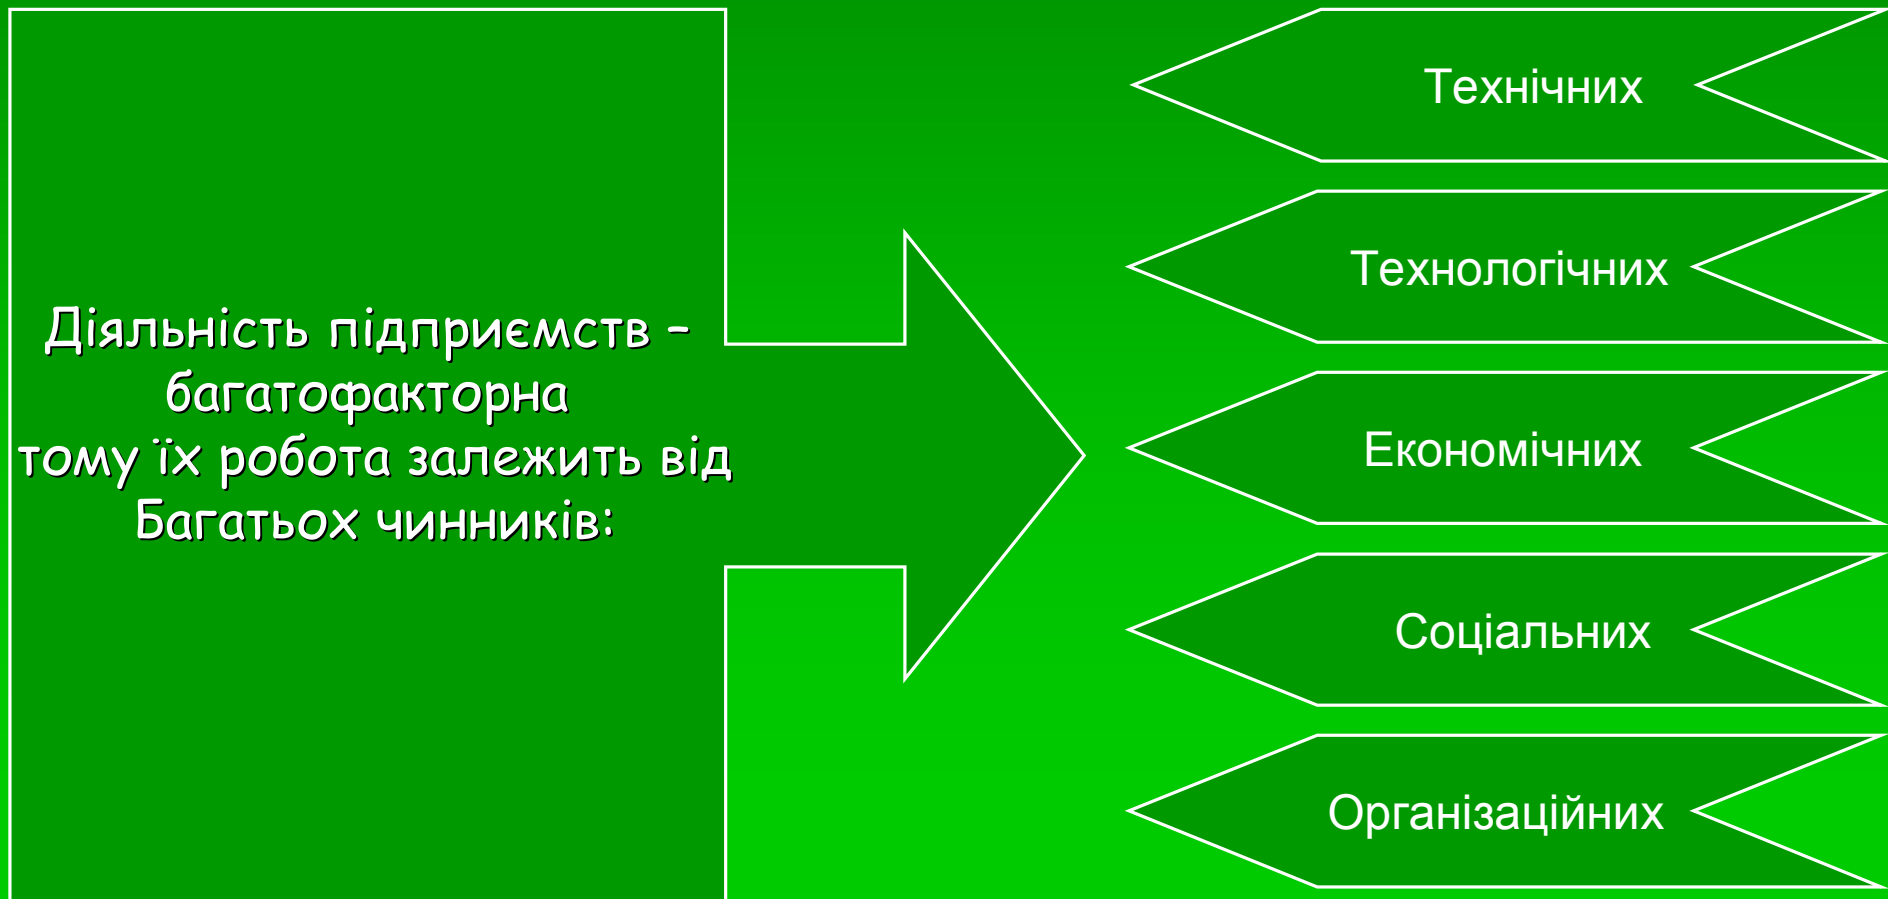 Діяльність підприємств –
багатофакторна
тому їх робота залежить від
Багатьох чинників:
Технічних
Технологічних
Економічних
Соціальних
Організаційних